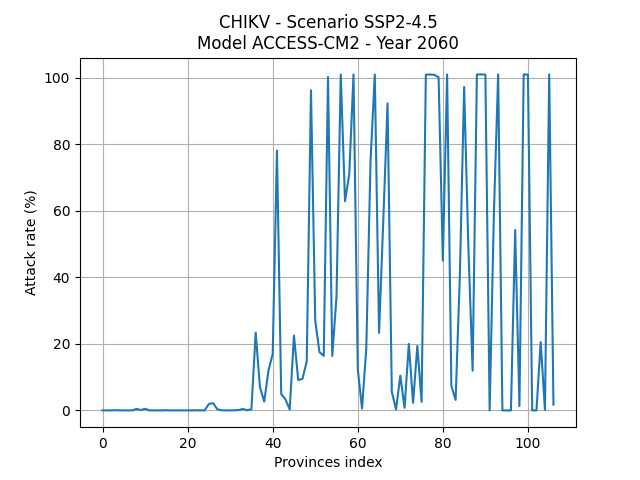 CHIKV - Scenario SSP2-4.5
Model ACCESS-CM2 - Year 2060
Attack rate (%)
100
80
60
40
20
0
0 20 40 60 80 100
Provinces index